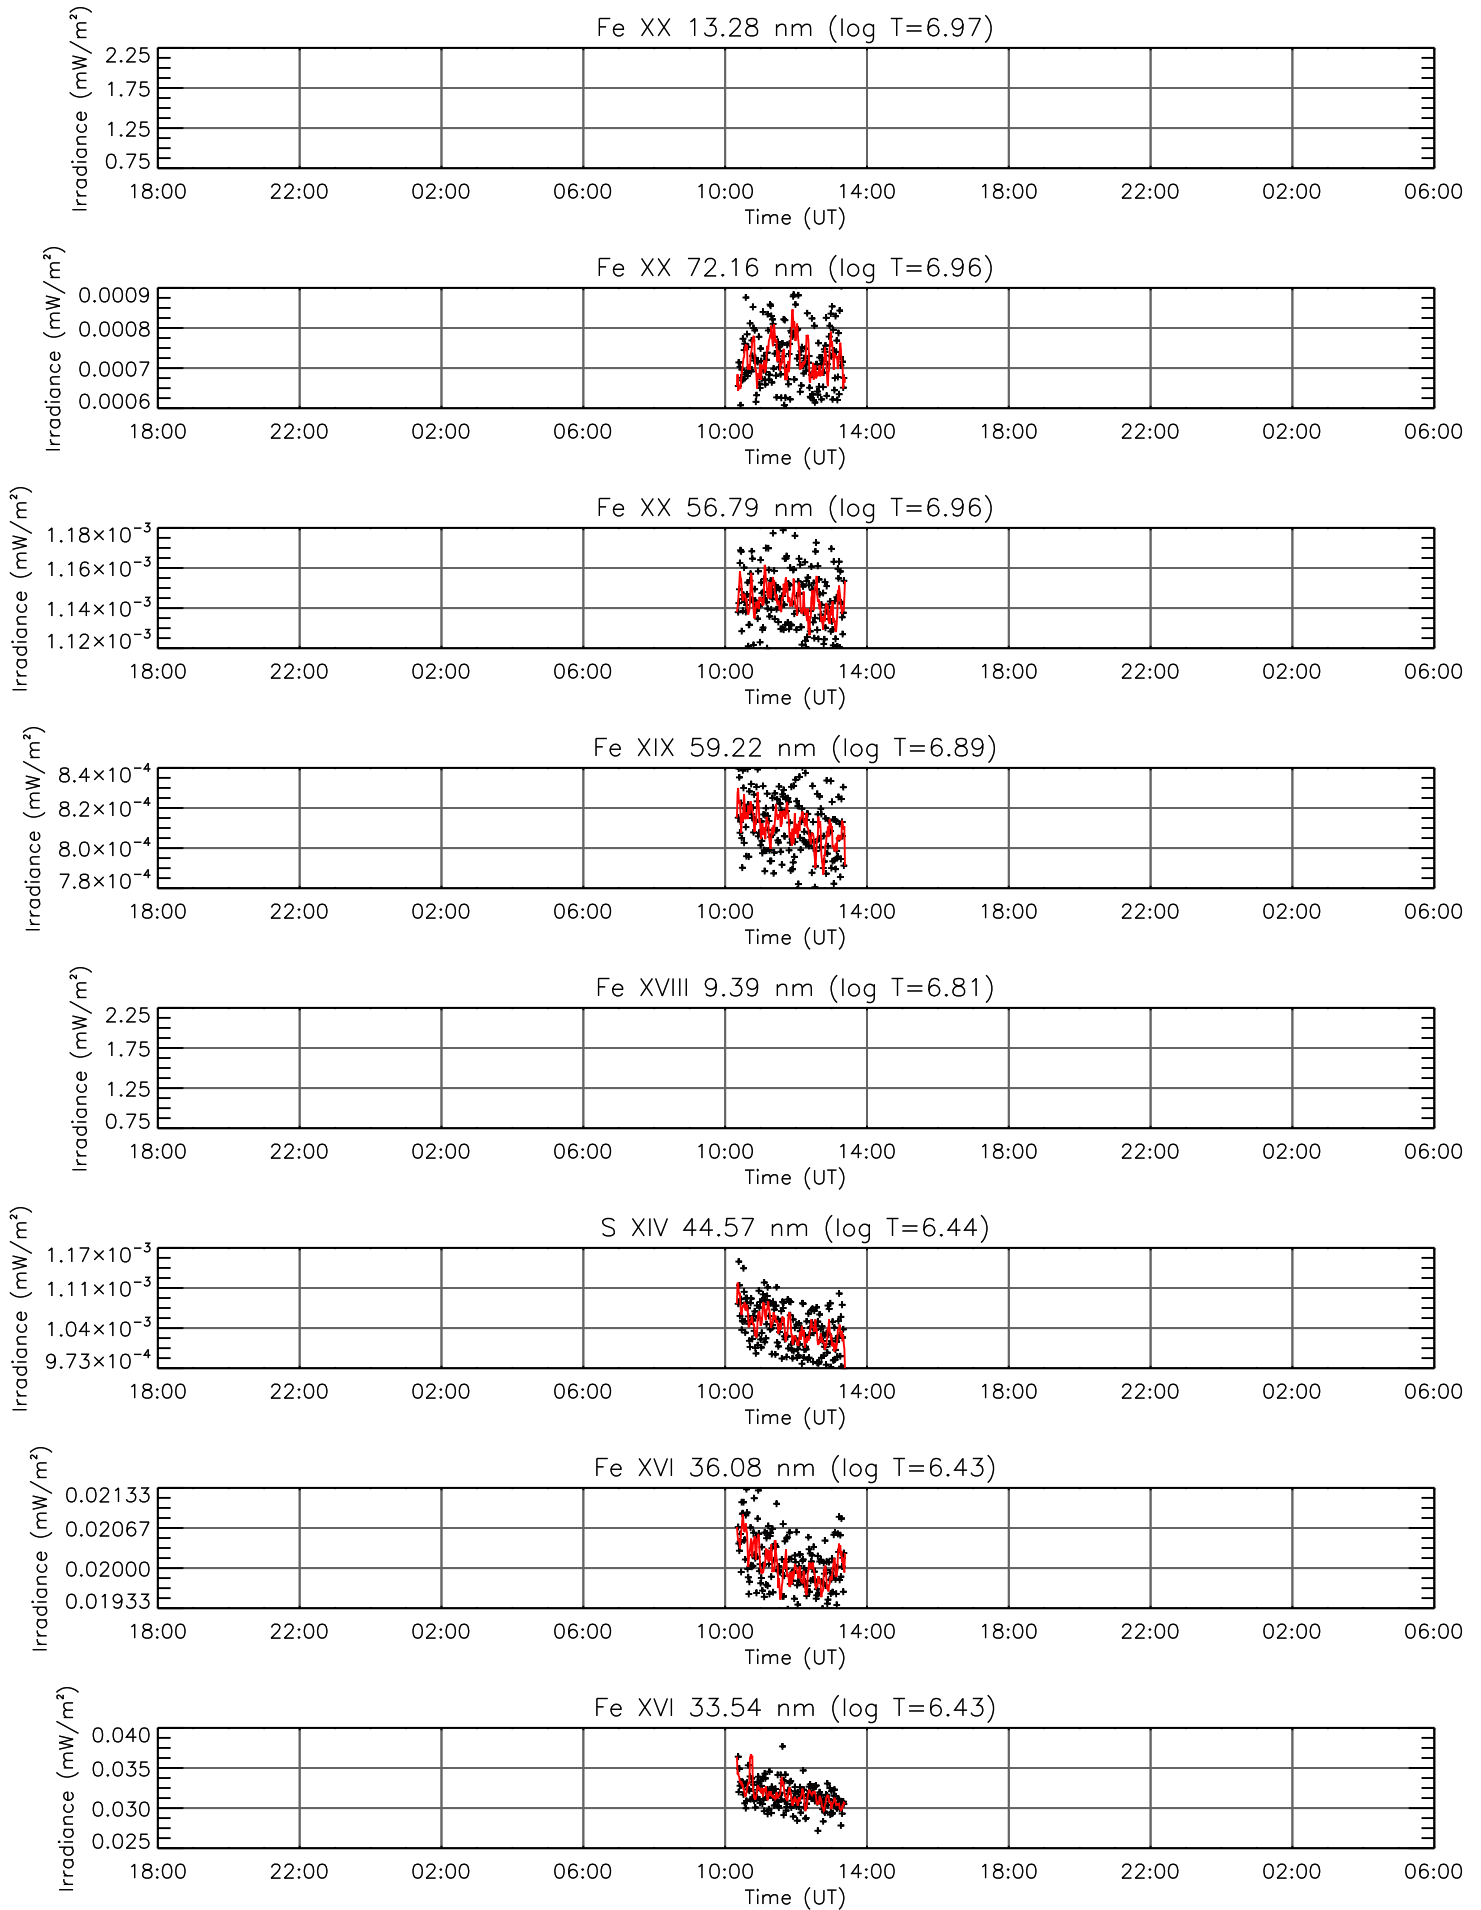 Fe XX 13.28 nm (log T=6.97)
Irradiance (mW/m²)
2.25
1.75
1.25
0.75
18:00 22:00 02:00 06:00 10:00 14:00 18:00 22:00 02:00 06:00
Time (UT)
Fe XX 72.16 nm (log T=6.96)
Irradiance (mW/m²)
0.0009
0.0008
0.0007
0.0006
18:00 22:00 02:00 06:00 10:00 14:00 18:00 22:00 02:00 06:00
Time (UT)
Fe XX 56.79 nm (log T=6.96)
Irradiance (mW/m²)
1.18×10⁻³
1.16×10⁻³
1.14×10⁻³
1.12×10⁻³
18:00 22:00 02:00 06:00 10:00 14:00 18:00 22:00 02:00 06:00
Time (UT)
Fe XIX 59.22 nm (log T=6.89)
Irradiance (mW/m²)
8.4×10⁻⁴
8.2×10⁻⁴
8.0×10⁻⁴
7.8×10⁻⁴
18:00 22:00 02:00 06:00 10:00 14:00 18:00 22:00 02:00 06:00
Time (UT)
Fe XVIII 9.39 nm (log T=6.81)
Irradiance (mW/m²)
2.25
1.75
1.25
0.75
18:00 22:00 02:00 06:00 10:00 14:00 18:00 22:00 02:00 06:00
Time (UT)
S XIV 44.57 nm (log T=6.44)
Irradiance (mW/m²)
1.17×10⁻³
1.11×10⁻³
1.04×10⁻³
9.73×10⁻⁴
18:00 22:00 02:00 06:00 10:00 14:00 18:00 22:00 02:00 06:00
Time (UT)
Fe XVI 36.08 nm (log T=6.43)
Irradiance (mW/m²)
0.02133
0.02067
0.02000
0.01933
18:00 22:00 02:00 06:00 10:00 14:00 18:00 22:00 02:00 06:00
Time (UT)
Fe XVI 33.54 nm (log T=6.43)
Irradiance (mW/m²)
0.040
0.035
0.030
0.025
18:00 22:00 02:00 06:00 10:00 14:00 18:00 22:00 02:00 06:00
Time (UT)